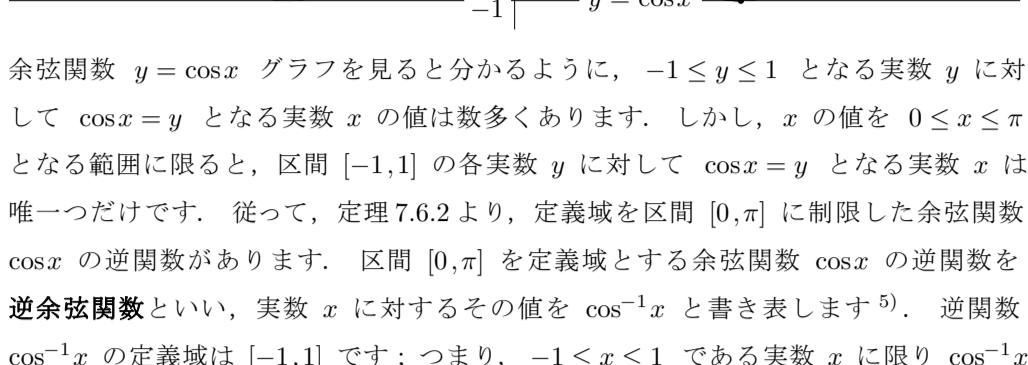 −1 y = cos x
余弦関数 y = cos x グラフを見ると分かるように， −1 ≤ y ≤ 1 となる実数 y に対
して cos x = y となる実数 x の値は数多くあります． しかし，x の値を 0 ≤ x ≤ π
となる範囲に限ると，区間 [−1,1] の各実数 y に対して cos x = y となる実数 x は
唯一つだけです． 従って，定理 7.6.2 より，定義域を区間 [0,π] に制限した余弦関数
cos x の逆関数があります． 区間 [0,π] を定義域とする余弦関数 cos x の逆関数を
逆余弦関数といい，実数 x に対するその値を cos⁻¹x と書き表します ⁵⁾． 逆関数
cos⁻¹x の定義域は [−1,1] です；つまり， −1 ≤ x ≤ 1 である実数 x に限り cos⁻¹x